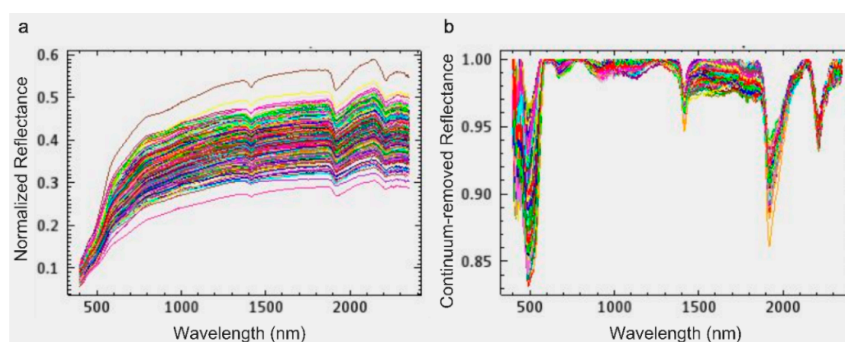 a
Normalized Reflectance
0.6
0.5
0.4
0.3
0.2
0.1
500 1000 1500 2000
Wavelength (nm)
b
Continuum-removed Reflectance
1.00
0.95
0.90
0.85
500 1000 1500 2000
Wavelength (nm)